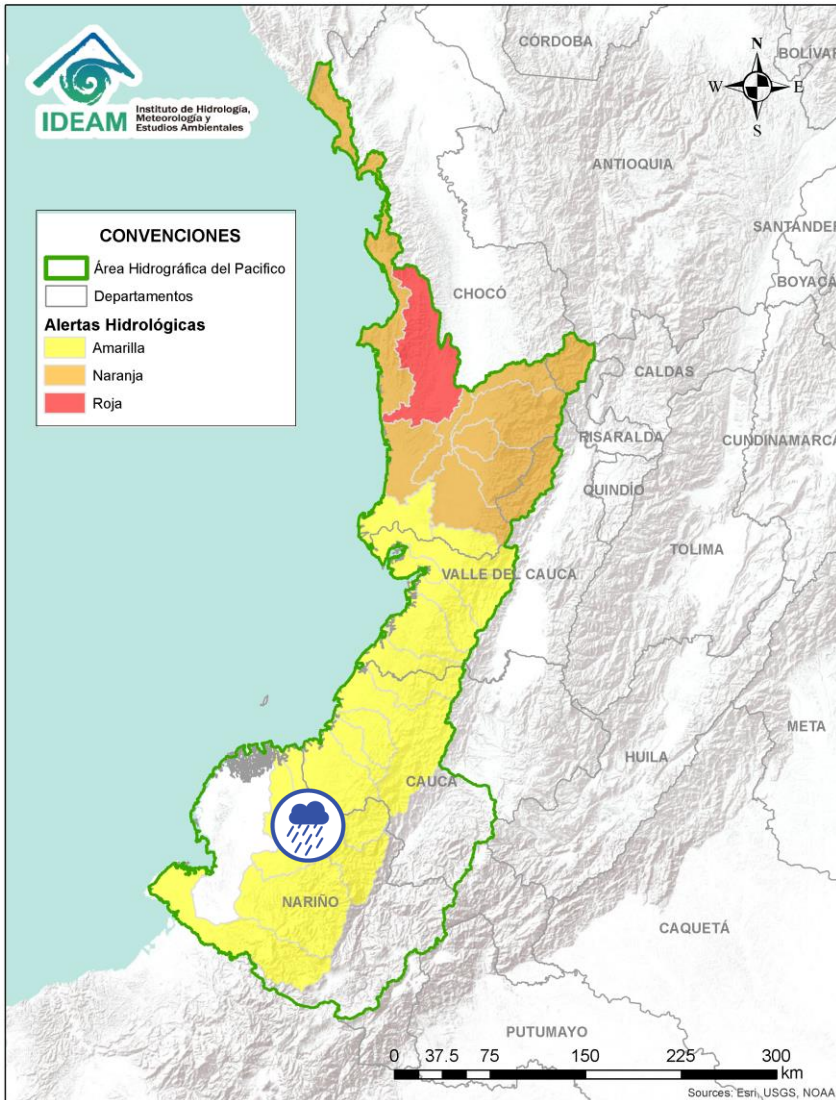 IDEAM
Instituto de Hidrología,
Meteorología y
Estudios Ambientales
N
W
E
S
CONVENCIONES
Área Hidrográfica del Pacifico
Departamentos
Alertas Hidrológicas
Amarilla
Naranja
Roja
CÓRDOBA
BOLÍVAR
ANTIOQUIA
SANTANDER
BOYACÁ
CHOCÓ
CALDAS
RISARALDA
CUNDINAMARCA
QUINDÍO
TOLIMA
VALLE DEL CAUCA
META
HUILA
CAUCA
NARIÑO
CAQUETÁ
PUTUMAYO
0 37.5 75 150 225 300
km
Sources: Esri, USGS, NOAA